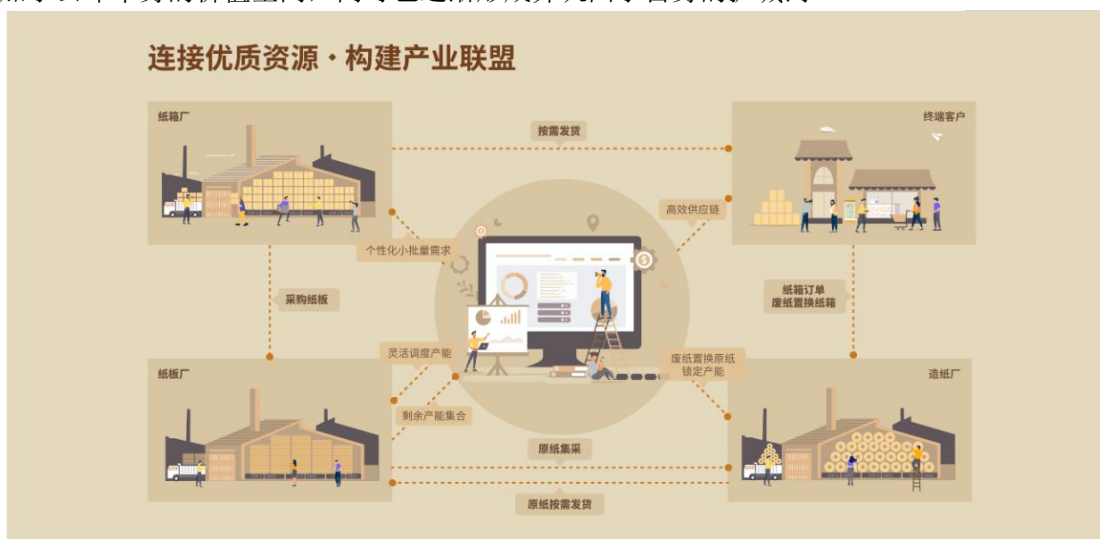 连接优质资源·构建产业联盟
纸箱厂
终端客户
按需发货
高效供应链
个性化小批量需求
采购纸板
纸箱订单
废纸置换纸箱
灵活调度产能
废纸置换原纸
锁定产能
纸板厂
造纸厂
剩余产能集合
原纸集采
原纸按需发货